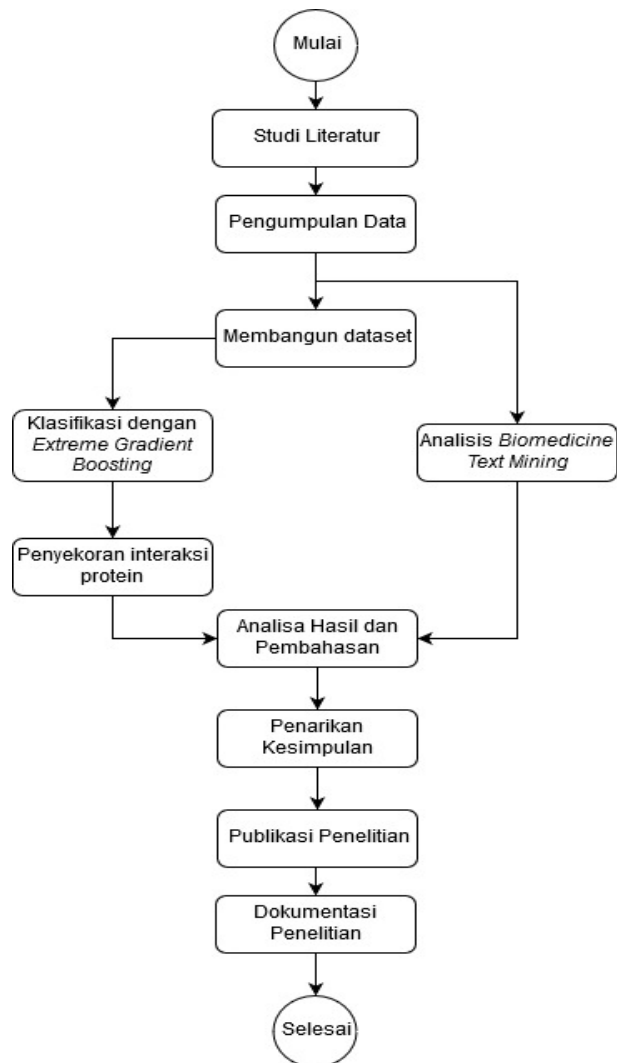 Mulai
Studi Literatur
Pengumpulan Data
Membangun dataset
Klasifikasi dengan
Extreme Gradient
Boosting
Analisis Biomedicine
Text Mining
Penyekoran interaksi
protein
Analisa Hasil dan
Pembahasan
Penarikan
Kesimpulan
Publikasi Penelitian
Dokumentasi
Penelitian
Selesai